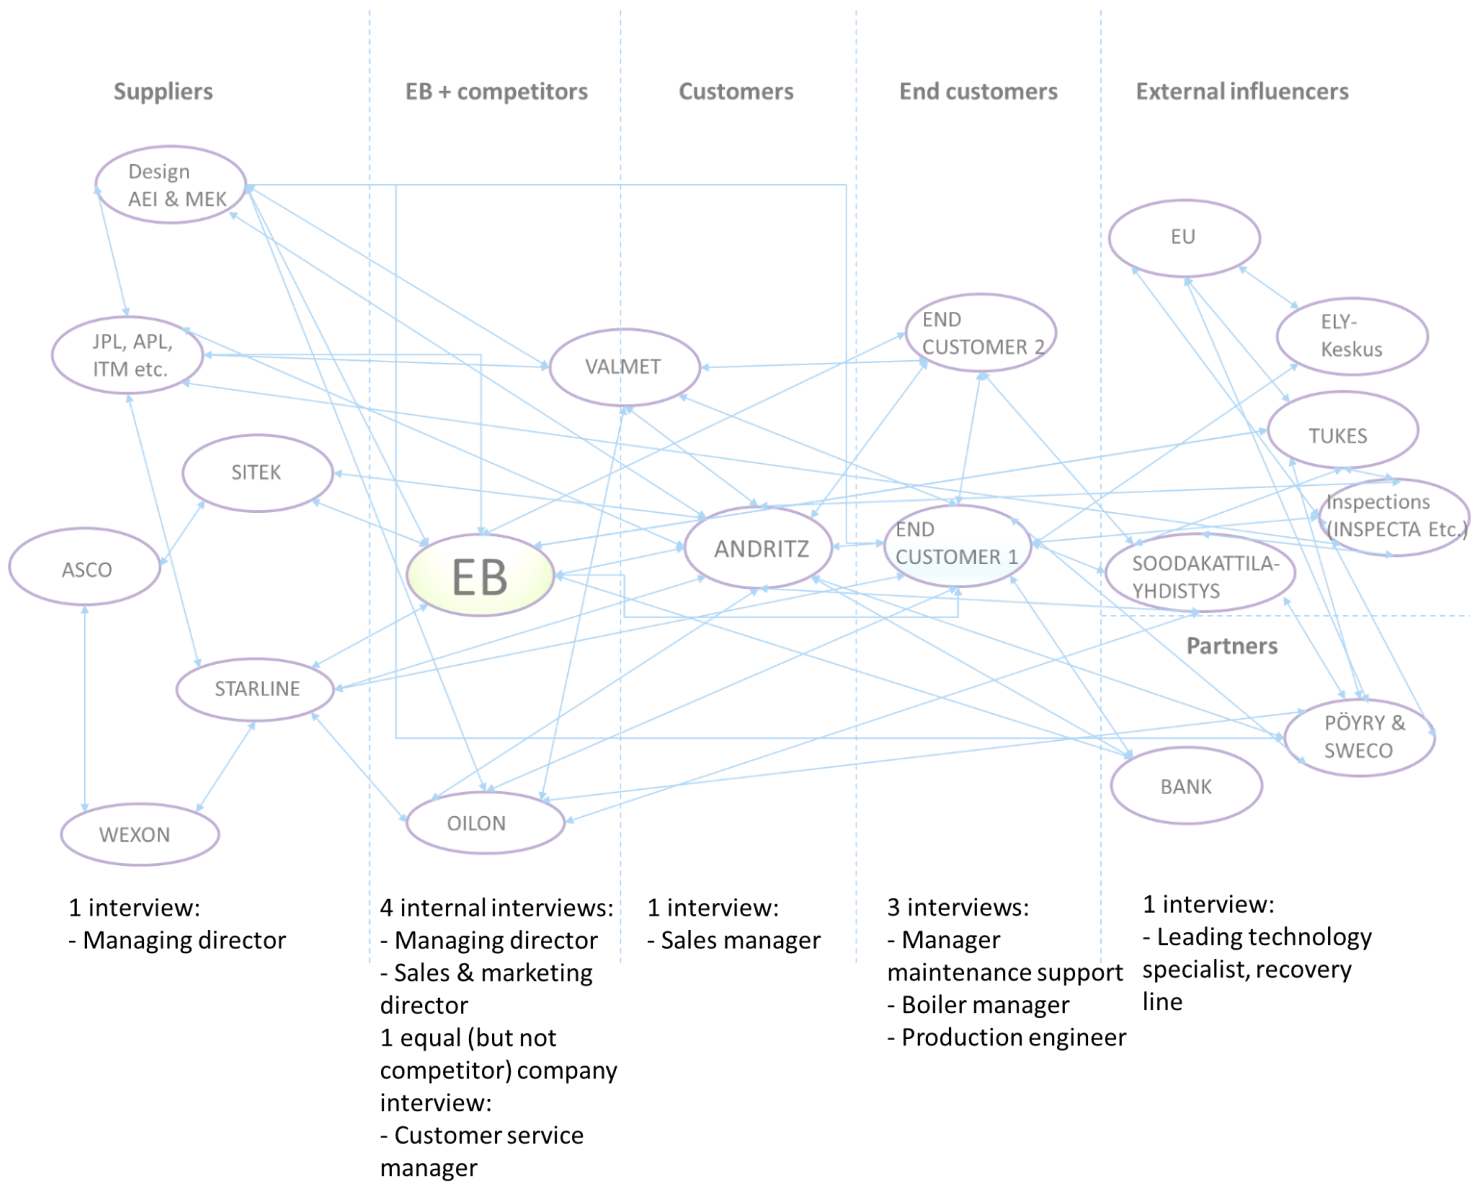 Suppliers
EB + competitors
Customers
End customers
External influencers
Design
AEI & MEK
EU
JPL, APL,
ITM etc.
VALMET
END
CUSTOMER 2
ELY-
Keskus
TUKES
SITEK
Inspections
(INSPECTA Etc.)
ASCO
EB
ANDRITZ
END
CUSTOMER 1
SOODAKATTILA-
YHDISTYS
Partners
STARLINE
PÖYRY &
SWECO
BANK
WEXON
OILON
1 interview:
- Managing director
4 internal interviews:
- Managing director
- Sales & marketing
director
1 equal (but not
competitor) company
interview:
- Customer service
manager
1 interview:
- Sales manager
3 interviews:
- Manager
maintenance support
- Boiler manager
- Production engineer
1 interview:
- Leading technology
specialist, recovery
line